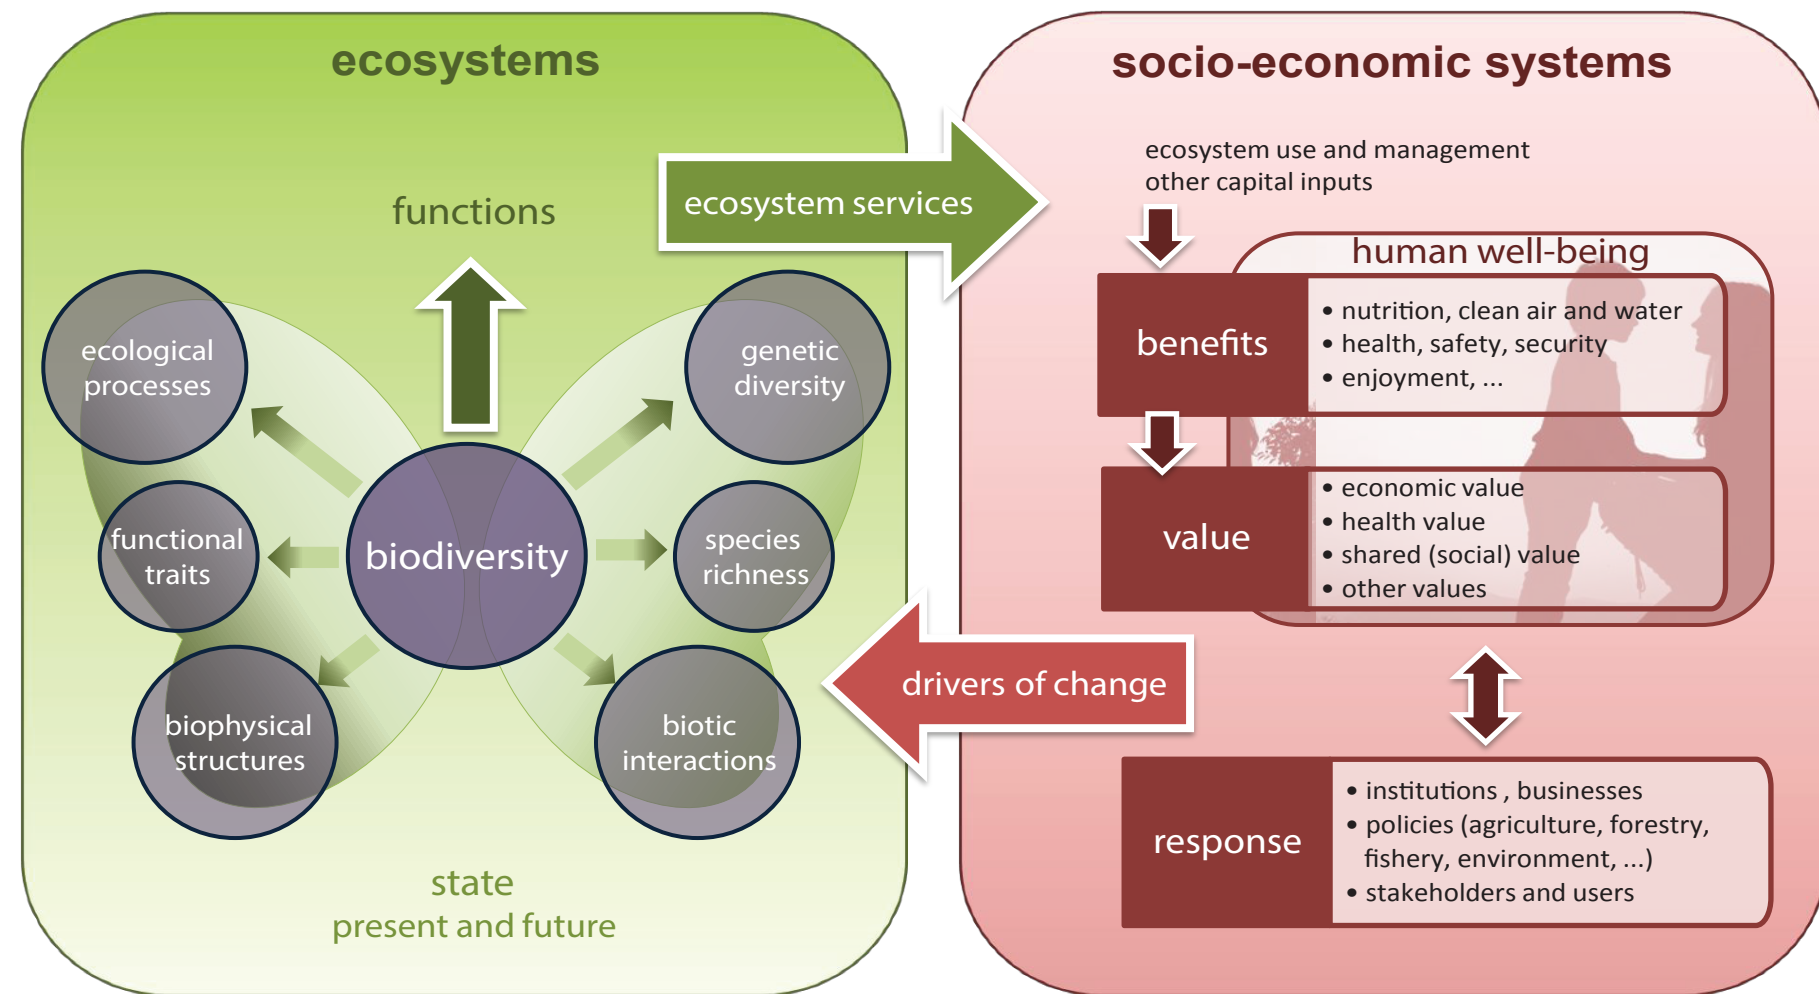 ecosystems
functions
ecosystem services
ecological
processes
genetic
diversity
functional
traits
biodiversity
species
richness
biophysical
structures
biotic
interactions
state
present and future
socio-economic systems
ecosystem use and management
other capital inputs
human well-being
benefits
• nutrition, clean air and water
• health, safety, security
• enjoyment, ...
value
• economic value
• health value
• shared (social) value
• other values
drivers of change
response
• institutions , businesses
• policies (agriculture, forestry,
fishery, environment, ...)
• stakeholders and users